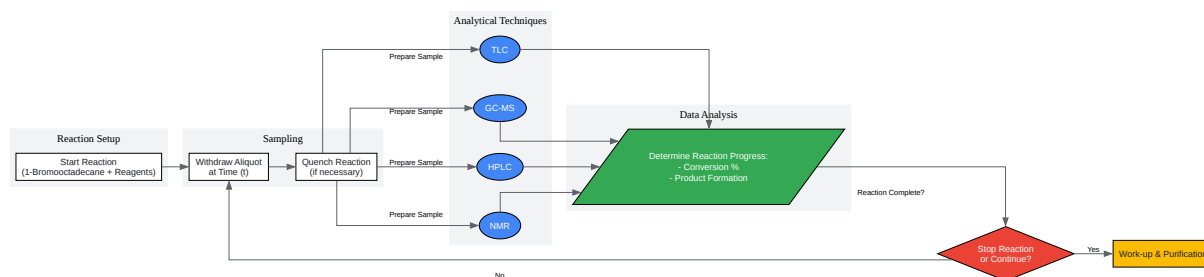 Analytical Techniques
TLC
Prepare Sample
GC-MS
Prepare Sample
Data Analysis
Reaction Setup
Sampling
Start Reaction
(1-Bromooctadecane + Reagents)
Withdraw Aliquot
at Time (t)
Quench Reaction
(if necessary)
Prepare Sample
HPLC
Determine Reaction Progress:
- Conversion %
- Product Formation
Reaction Complete?
Prepare Sample
NMR
Stop Reaction
or Continue?
Yes
Work-up & Purification
No